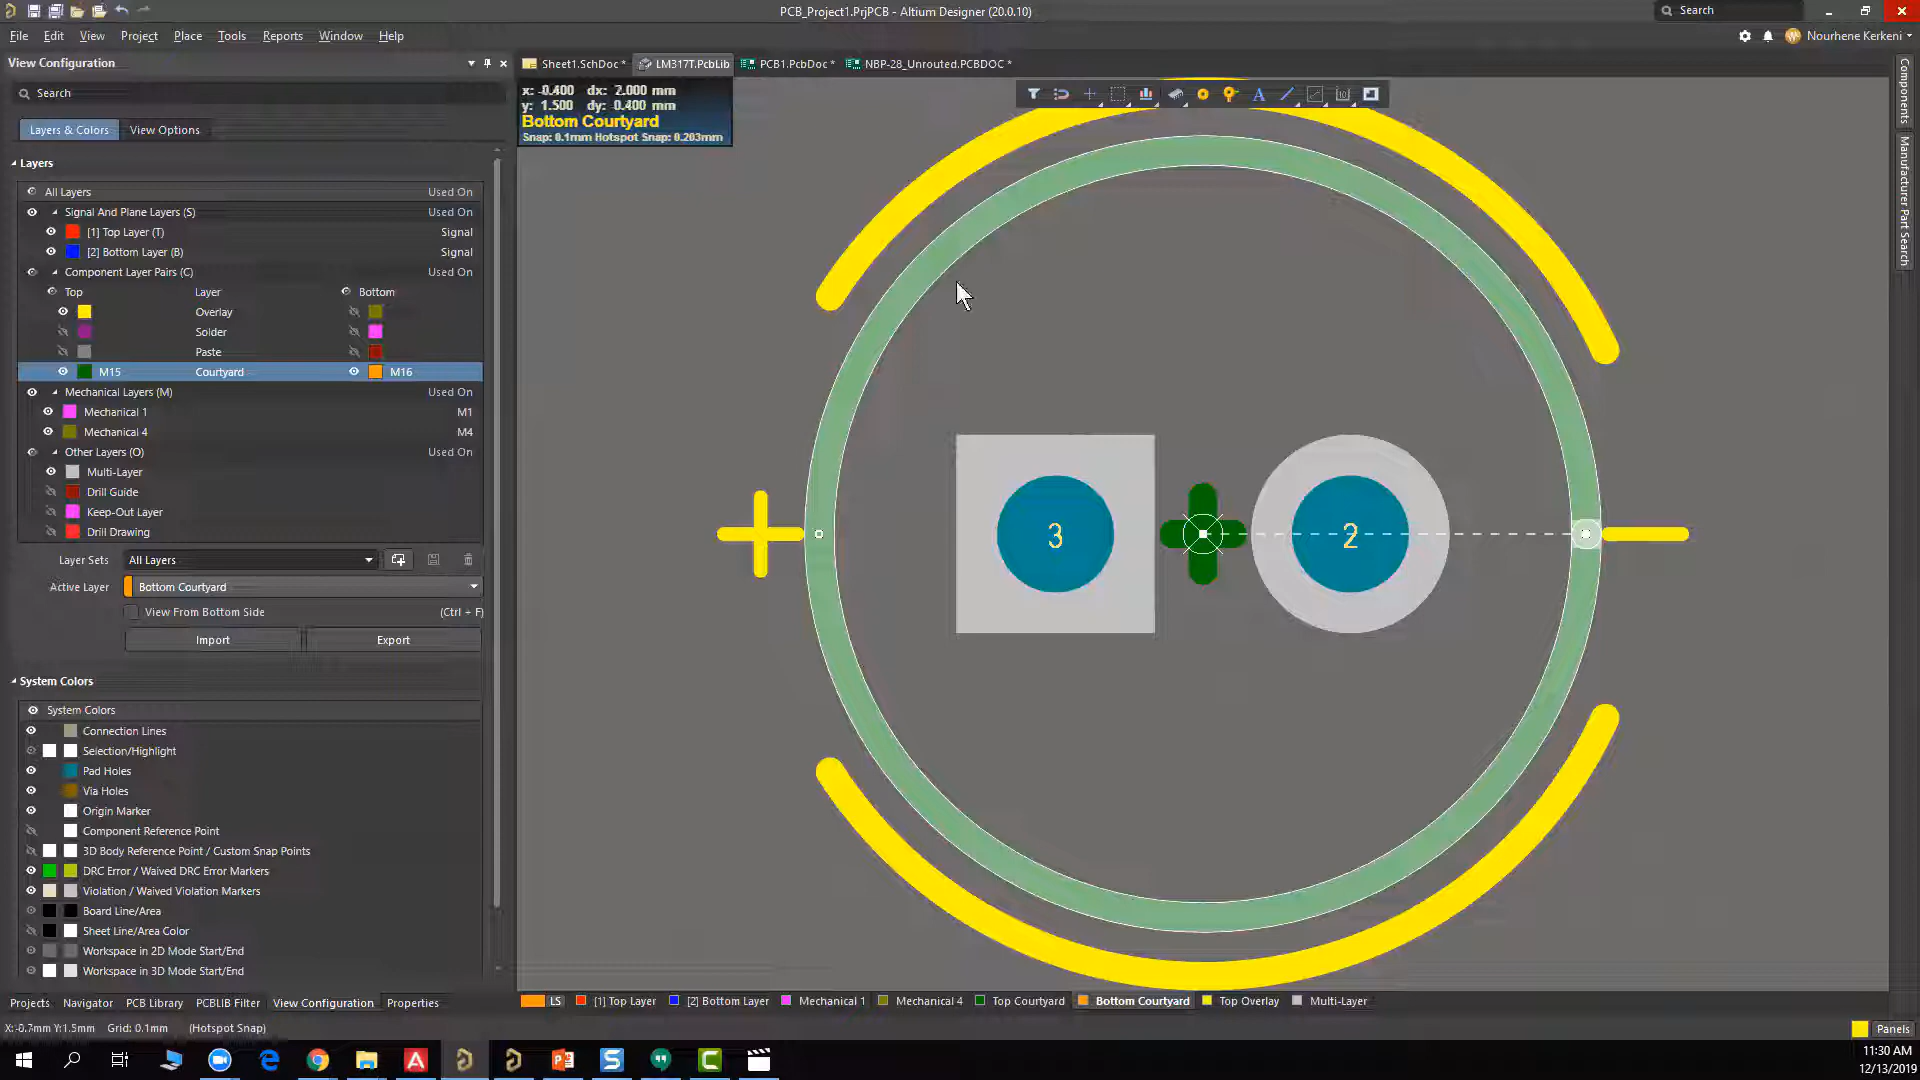 PCB_Project1.PrjPCB - Altium Designer (20.0.10)
Search
File Edit View Project Place Tools Reports Window Help
Nourhene Kerkeni
View Configuration
Sheet1.SchDoc * LM317T.PcbLib PCB1.PcbDoc * NBP-28_Unrouted.PCBDOC *
Search
x: -0.400 dx: 2.000 mm
y: 1.500 dy: -0.400 mm
Bottom Courtyard
Snap: 0.1mm Hotspot Snap: 0.203mm
Components
Manufacturer Part Search
Layers & Colors View Options
Layers
All Layers Used On
Signal And Plane Layers (S) Used On
[1] Top Layer (T) Signal
[2] Bottom Layer (B) Signal
Component Layer Pairs (C) Used On
Top Layer Bottom
Overlay
Solder
Paste
M15 Courtyard M16
Mechanical Layers (M) Used On
Mechanical 1 M1
Mechanical 4 M4
Other Layers (O) Used On
Multi-Layer
Drill Guide
Keep-Out Layer
Drill Drawing
Layer Sets All Layers
Active Layer Bottom Courtyard
View From Bottom Side (Ctrl + F)
Import Export
System Colors
System Colors
Connection Lines
Selection/Highlight
Pad Holes
Via Holes
Origin Marker
Component Reference Point
3D Body Reference Point / Custom Snap Points
DRC Error / Waived DRC Error Markers
Violation / Waived Violation Markers
Board Line/Area
Sheet Line/Area Color
Workspace in 2D Mode Start/End
Workspace in 3D Mode Start/End
3 2
Projects Navigator PCB Library PCBLIB Filter View Configuration Properties
LS [1] Top Layer [2] Bottom Layer Mechanical 1 Mechanical 4 Top Courtyard Bottom Courtyard Top Overlay Multi-Layer
X:-0.7mm Y:1.5mm Grid: 0.1mm (Hotspot Snap)
Panels
11:30 AM
12/13/2019